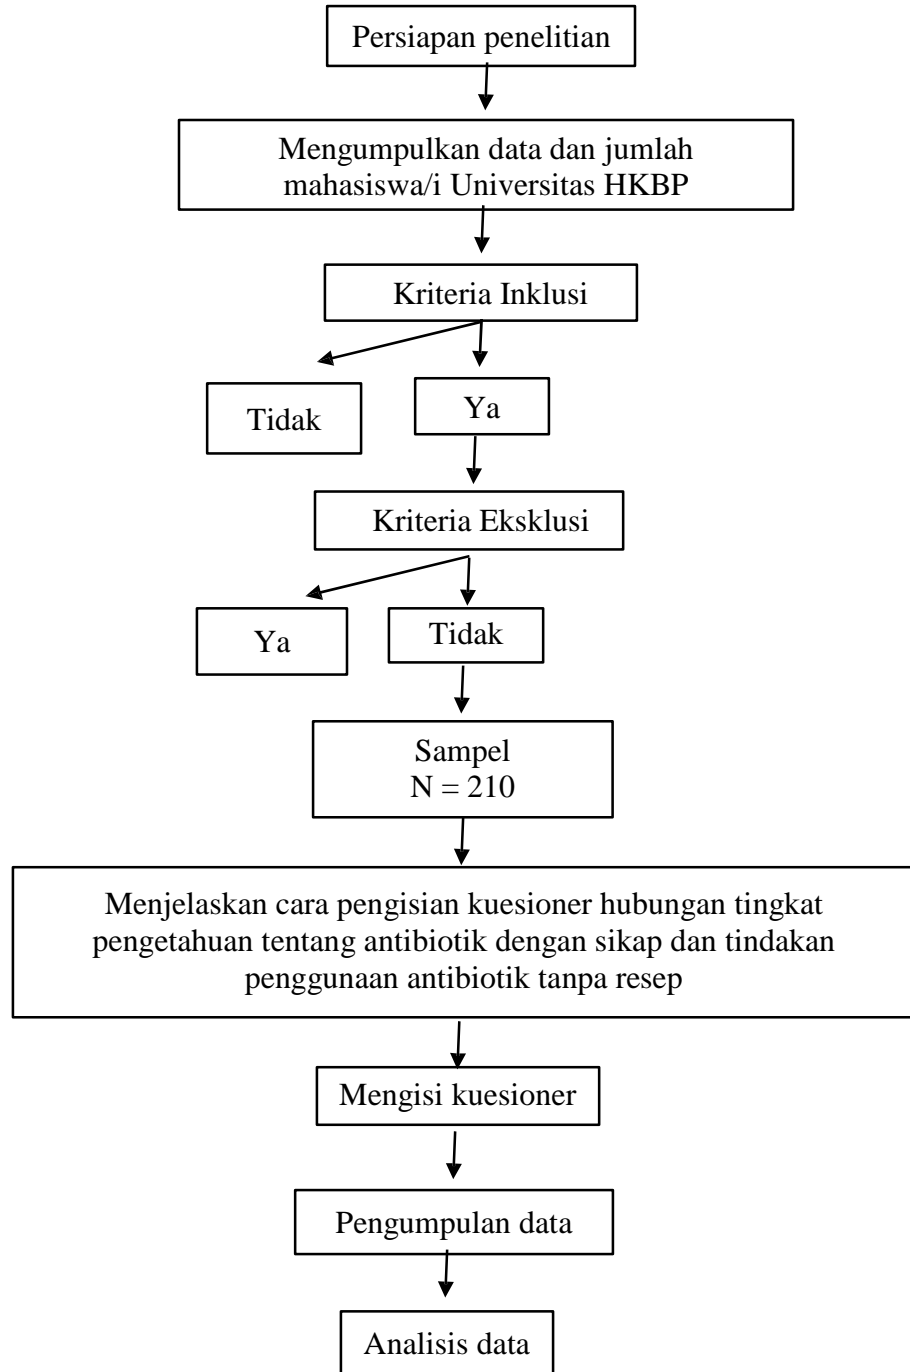 Persiapan penelitian
Mengumpulkan data dan jumlah
mahasiswa/i Universitas HKBP
Kriteria Inklusi
Tidak
Ya
Kriteria Eksklusi
Ya
Tidak
Sampel
N = 210
Menjelaskan cara pengisian kuesioner hubungan tingkat
pengetahuan tentang antibiotik dengan sikap dan tindakan
penggunaan antibiotik tanpa resep
Mengisi kuesioner
Pengumpulan data
Analisis data